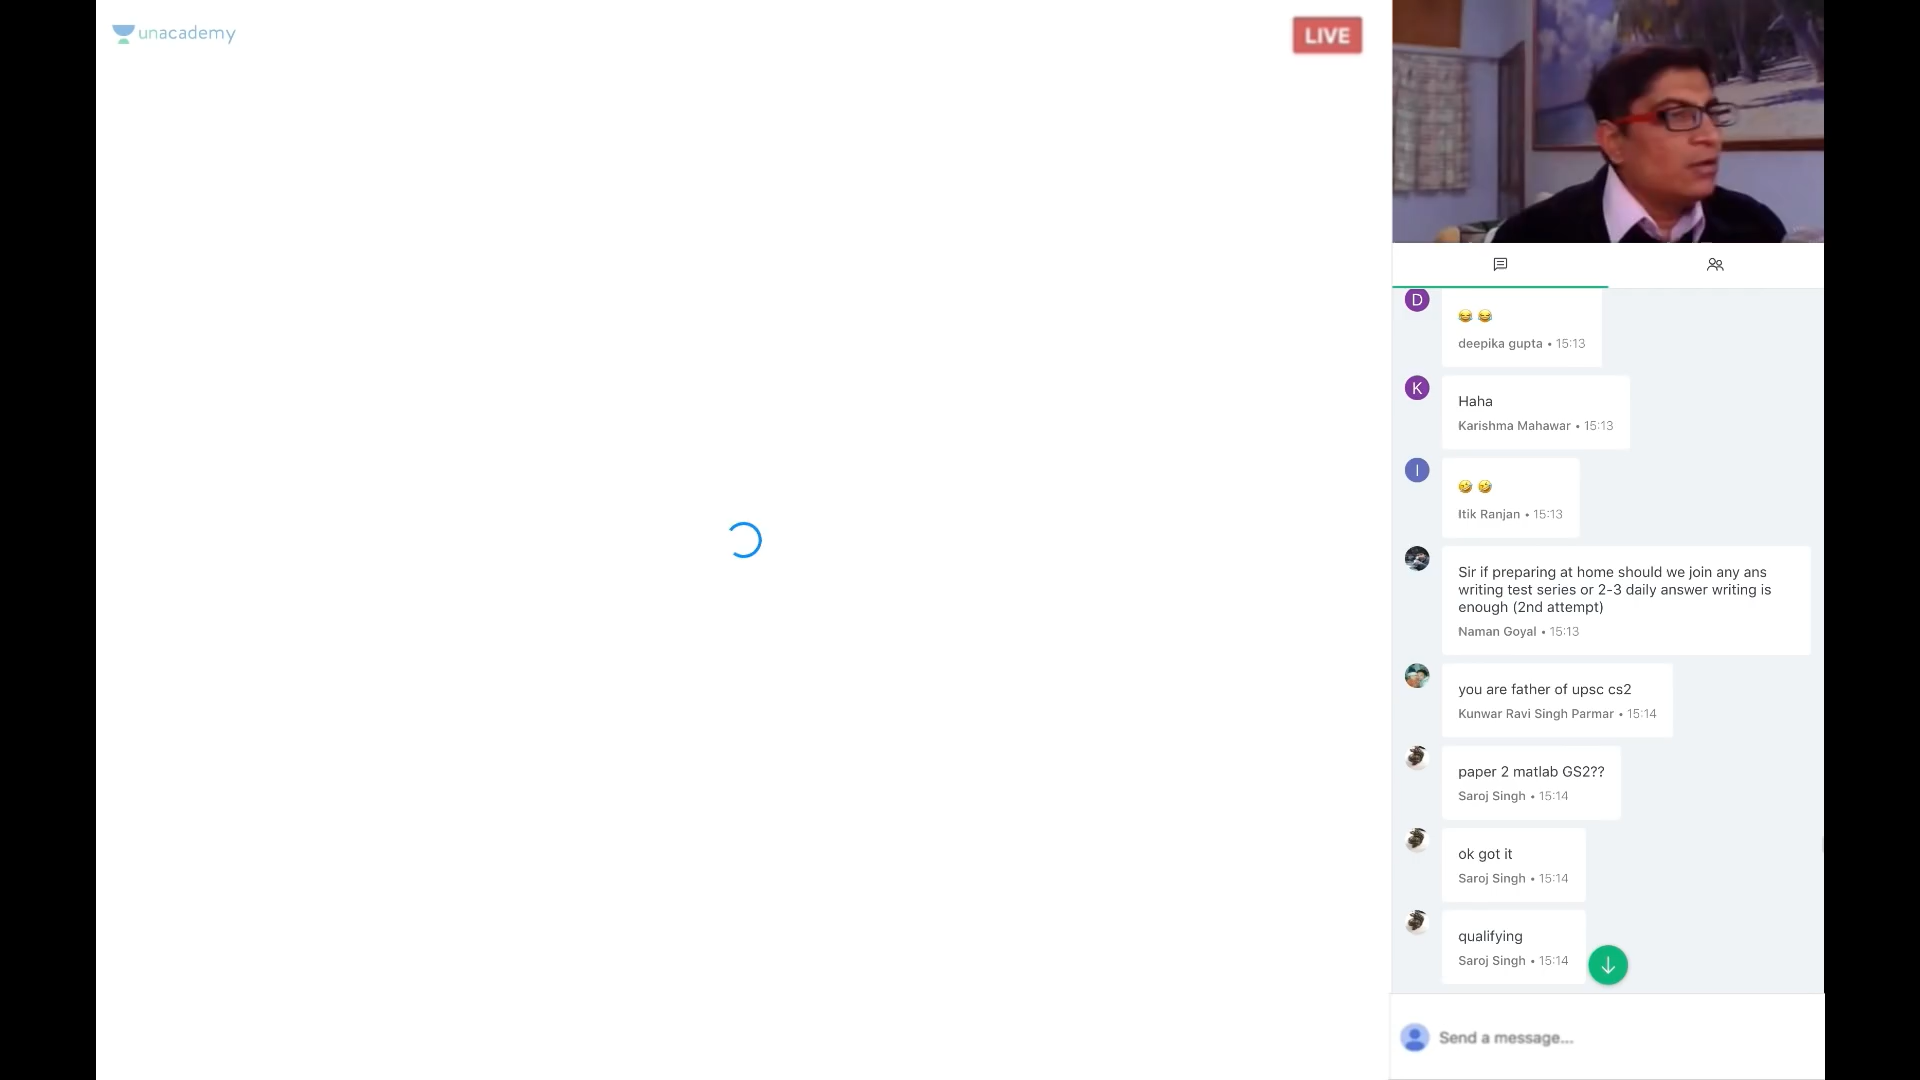 unacademy
LIVE
D
😂 😂
deepika gupta • 15:13
K
Haha
Karishma Mahawar • 15:13
I
🤣 🤣
Itik Ranjan • 15:13
Sir if preparing at home should we join any ans
writing test series or 2-3 daily answer writing is
enough (2nd attempt)
Naman Goyal • 15:13
you are father of upsc cs2
Kunwar Ravi Singh Parmar • 15:14
paper 2 matlab GS2??
Saroj Singh • 15:14
ok got it
Saroj Singh • 15:14
qualifying
Saroj Singh • 15:14
Send a message...